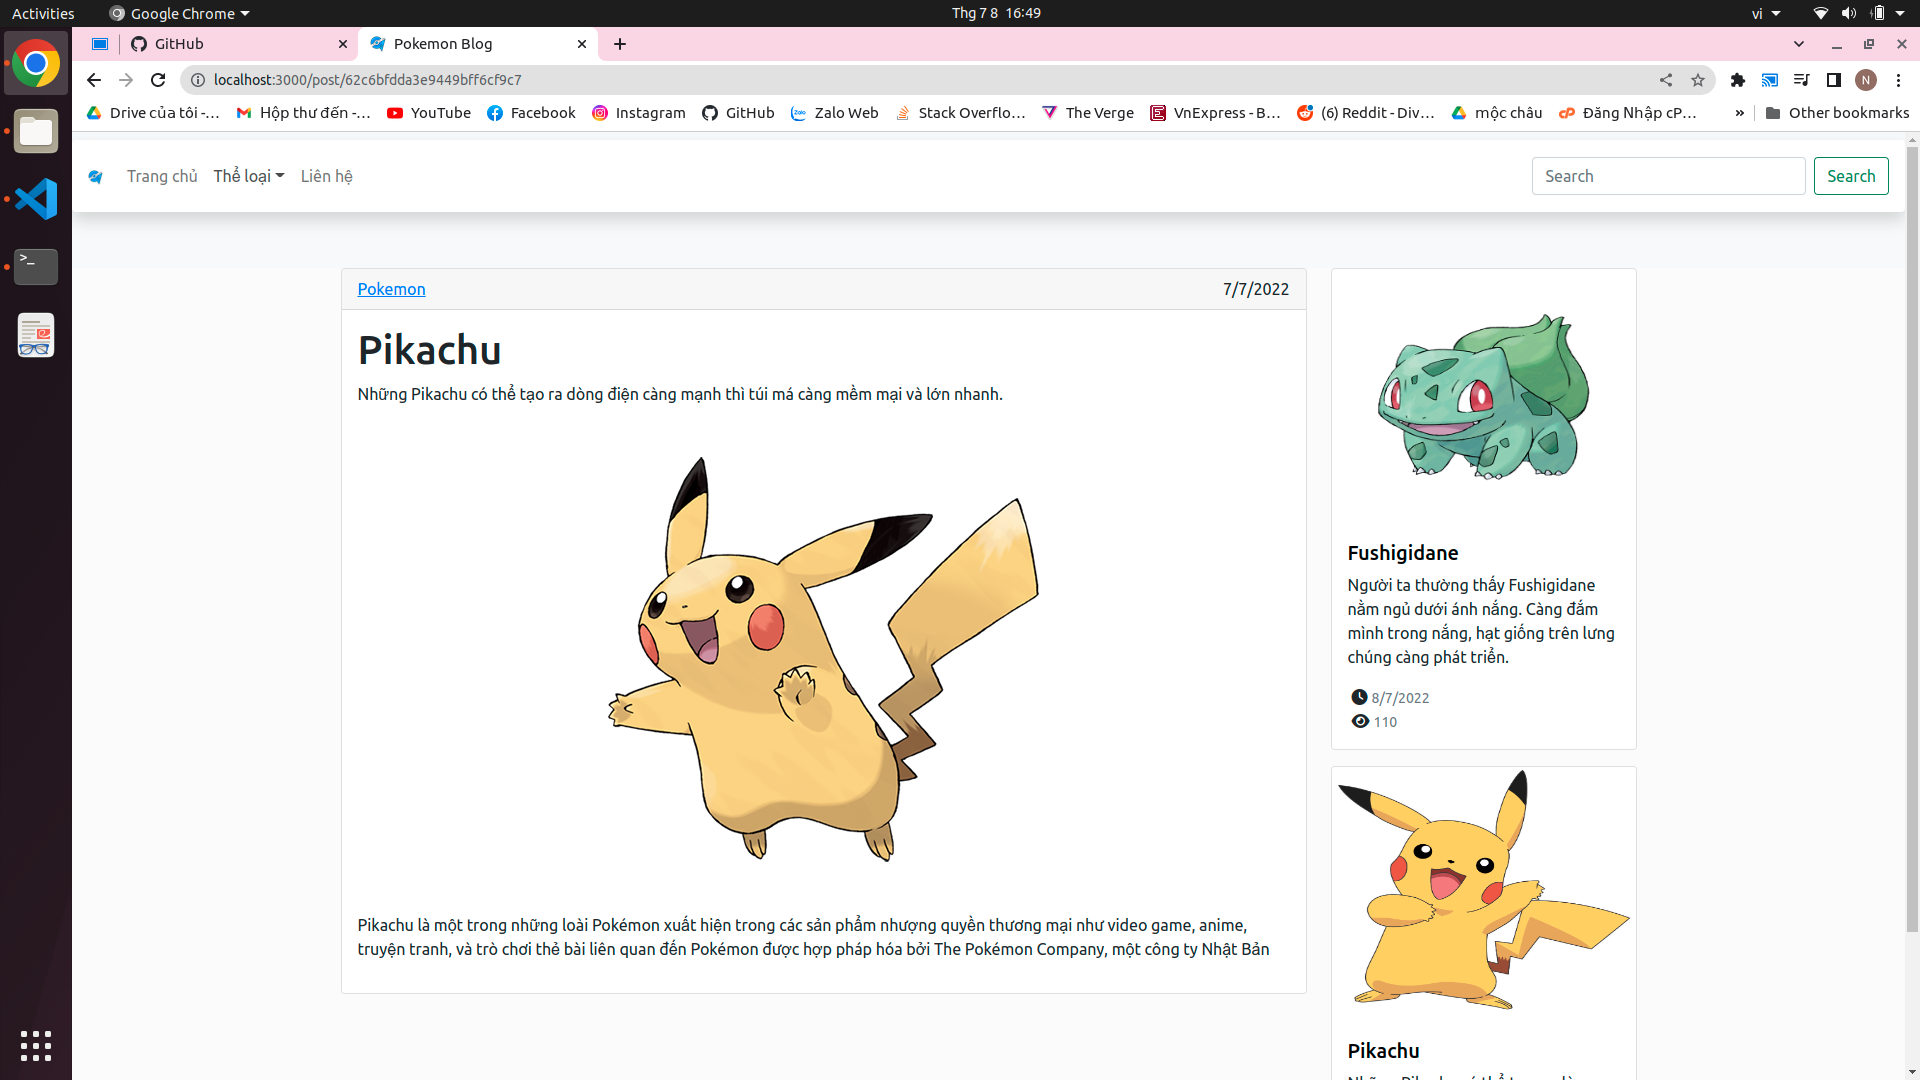 Activities
Google Chrome
Thg 7 8 16:49
vi
GitHub
Pokemon Blog
localhost:3000/post/62c6bfdda3e9449bff6cf9c7
N
Drive của tôi -...
Hộp thư đến -...
YouTube
Facebook
Instagram
GitHub
Zalo Web
Stack Overflo...
The Verge
VnExpress - B...
(6) Reddit - Div...
mộc châu
Đăng Nhập cP...
»
Other bookmarks
Trang chủ
Thể loại
Liên hệ
Search
Search
Pokemon
7/7/2022
Pikachu
Những Pikachu có thể tạo ra dòng điện càng mạnh thì túi má càng mềm mại và lớn nhanh.
Pikachu là một trong những loài Pokémon xuất hiện trong các sản phẩm nhượng quyền thương mại như video game, anime,
truyện tranh, và trò chơi thẻ bài liên quan đến Pokémon được hợp pháp hóa bởi The Pokémon Company, một công ty Nhật Bản
Fushigidane
Người ta thường thấy Fushigidane
nằm ngủ dưới ánh nắng. Càng đắm
mình trong nắng, hạt giống trên lưng
chúng càng phát triển.
8/7/2022
110
Pikachu